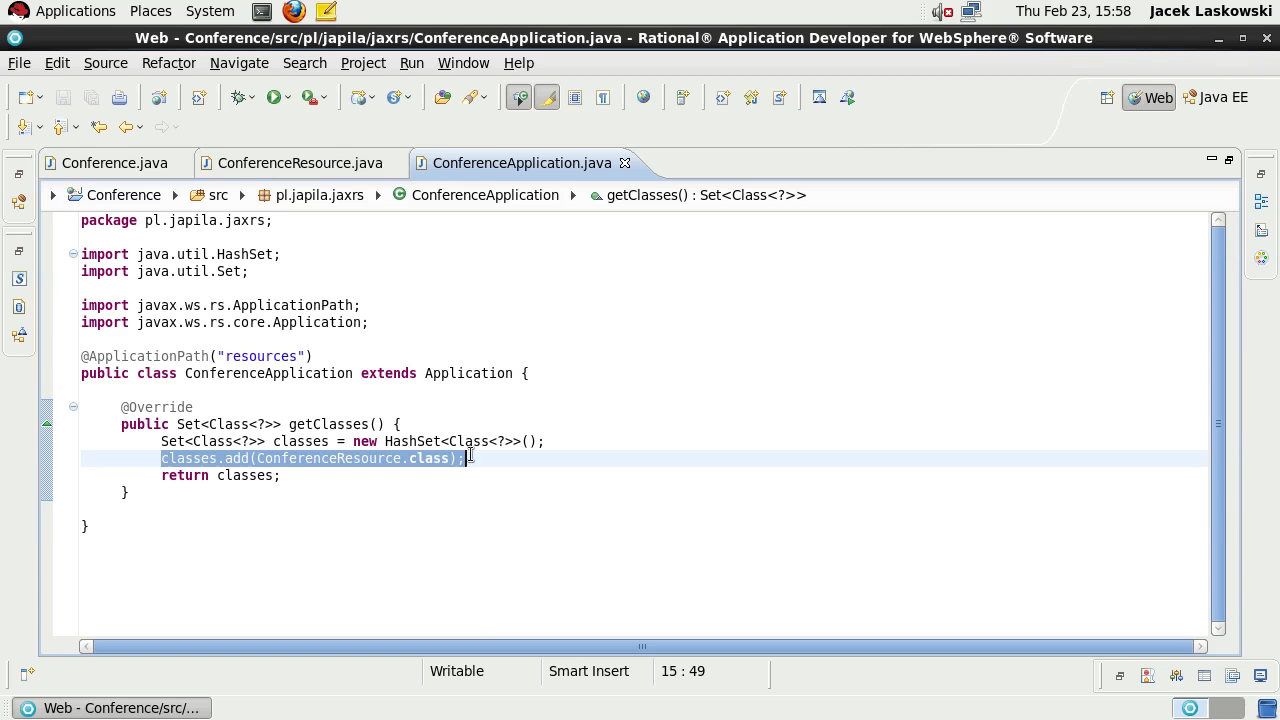 Applications Places System Thu Feb 23, 15:58 Jacek Laskowski
Web - Conference/src/pl/japila/jaxrs/ConferenceApplication.java - Rational® Application Developer for WebSphere® Software
File Edit Source Refactor Navigate Search Project Run Window Help
Web Java EE
Conference.java ConferenceResource.java ConferenceApplication.java
Conference src pl.japila.jaxrs ConferenceApplication getClasses() : Set<Class<?>>
package pl.japila.jaxrs;
import java.util.HashSet;
import java.util.Set;
import javax.ws.rs.ApplicationPath;
import javax.ws.rs.core.Application;
@ApplicationPath("resources")
public class ConferenceApplication extends Application {
@Override
public Set<Class<?>> getClasses() {
Set<Class<?>> classes = new HashSet<Class<?>>();
classes.add(ConferenceResource.class);
return classes;
}
}
Writable Smart Insert 15 : 49
Web - Conference/src/...